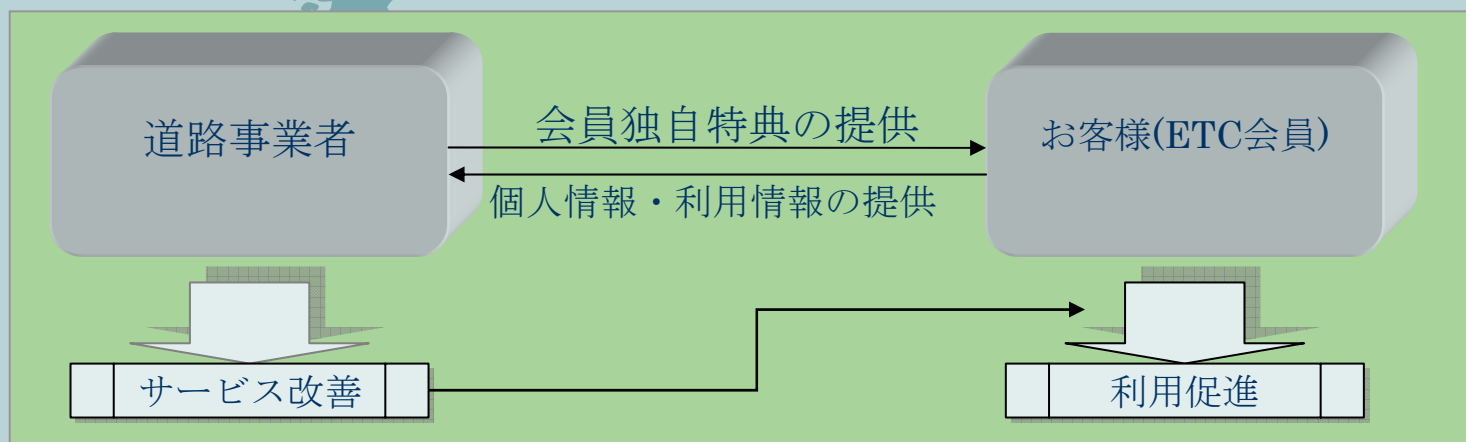 道路事業者
会員独自特典の提供
お客様(ETC会員)
個人情報・利用情報の提供
サービス改善
利用促進